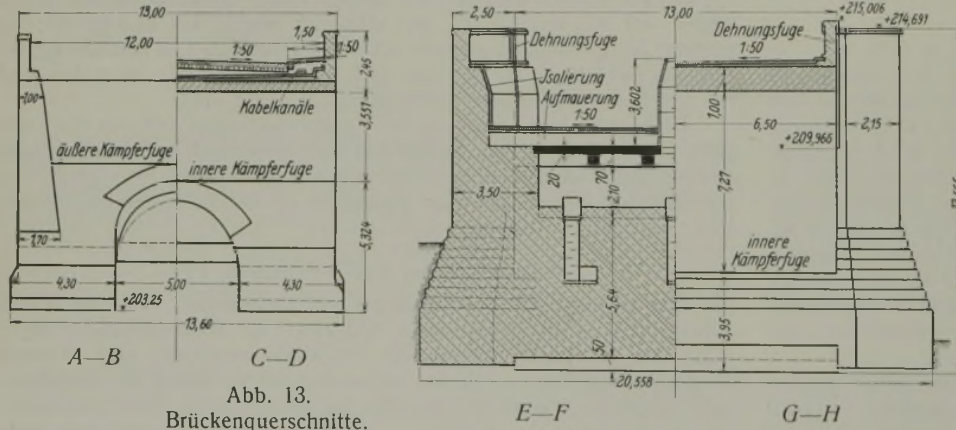 13,00
12,00
1,50
1:50
1:50
Kabelkanäle
1,00
2,45
3,557
äußere Kämpferfuge
innere Kämpferfuge
5,324
1,70
4,30
5,00
4,30
+203,25
13,60
A—B
C—D
Abb. 13.
Brückenquerschnitte.
2,50
13,00
+215,006
+214,691
Dehnungsfuge
Dehnungsfuge
1:50
Isolierung
Aufmauerung
1:50
3,602
1,00
6,50
+209,966
2,15
3,50
20
70
2,10
7,27
innere
Kämpferfuge
5,64
3,95
50
20,558
E—F
G—H